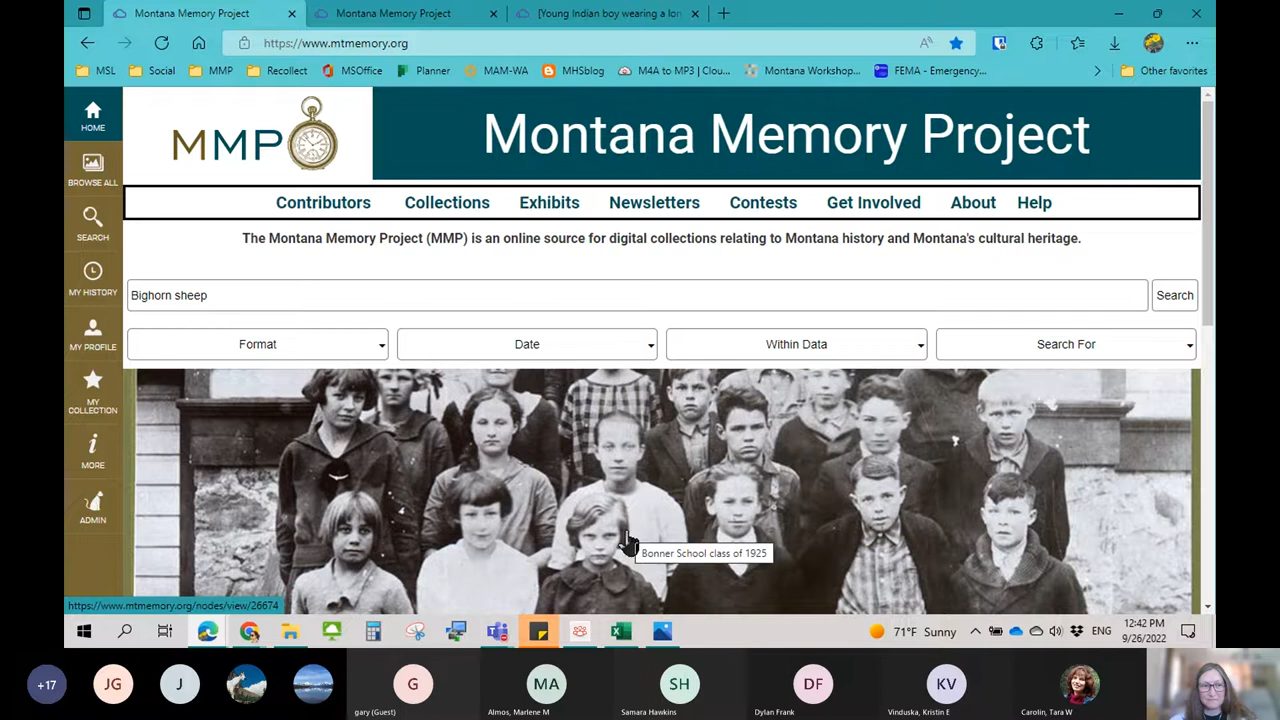 Montana Memory Project
Montana Memory Project
[Young Indian boy wearing a lon
https://www.mtmemory.org
MSL
Social
MMP
Recollect
MSOffice
Planner
MAM-WA
MHSblog
M4A to MP3 | Clou...
Montana Workshop...
FEMA - Emergency...
Other favorites
HOME
BROWSE ALL
SEARCH
MY HISTORY
MY PROFILE
MY
COLLECTION
MORE
ADMIN
MMP
Montana Memory Project
Contributors
Collections
Exhibits
Newsletters
Contests
Get Involved
About
Help
The Montana Memory Project (MMP) is an online source for digital collections relating to Montana history and Montana's cultural heritage.
Bighorn sheep
Search
Format
Date
Within Data
Search For
Bonner School class of 1925
https://www.mtmemory.org/nodes/view/26674
71°F Sunny
ENG
12:42 PM
9/26/2022
+17
JG
J
G
gary (Guest)
MA
Almos, Marlene M
SH
Samara Hawkins
DF
Dylan Frank
KV
Vinduska, Kristin E
Carolin, Tara W